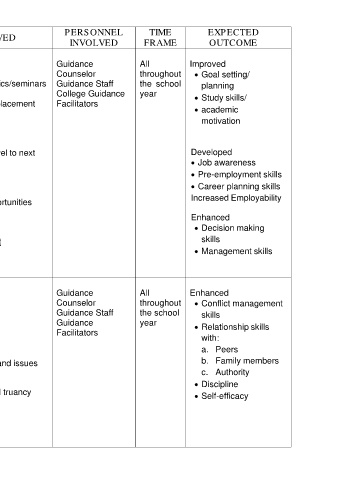 VED
PERSONNEL
INVOLVED
TIME
FRAME
EXPECTED
OUTCOME
ics/seminars
lacement
vel to next
ortunities
Guidance
Counselor
Guidance Staff
College Guidance
Facilitators
All
throughout
the school
year
Improved
• Goal setting/
planning
• Study skills/
• academic
motivation
Developed
• Job awareness
• Pre-employment skills
• Career planning skills
Increased Employability
Enhanced
• Decision making
skills
• Management skills
and issues
l truancy
Guidance
Counselor
Guidance Staff
Guidance
Facilitators
All
throughout
the school
year
Enhanced
• Conflict management
skills
• Relationship skills
with:
a. Peers
b. Family members
c. Authority
• Discipline
• Self-efficacy